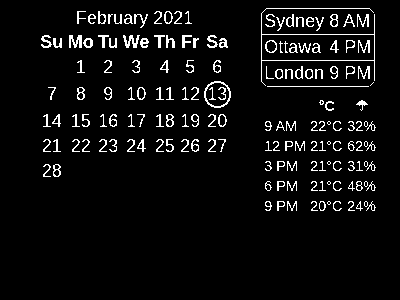 February 2021
Su Mo Tu We Th Fr Sa
1 2 3 4 5 6
7 8 9 10 11 12 13
14 15 16 17 18 19 20
21 22 23 24 25 26 27
28
Sydney 8 AM
Ottawa 4 PM
London 9 PM
°C ☂
9 AM 22°C 32%
12 PM 21°C 62%
3 PM 21°C 31%
6 PM 21°C 48%
9 PM 20°C 24%